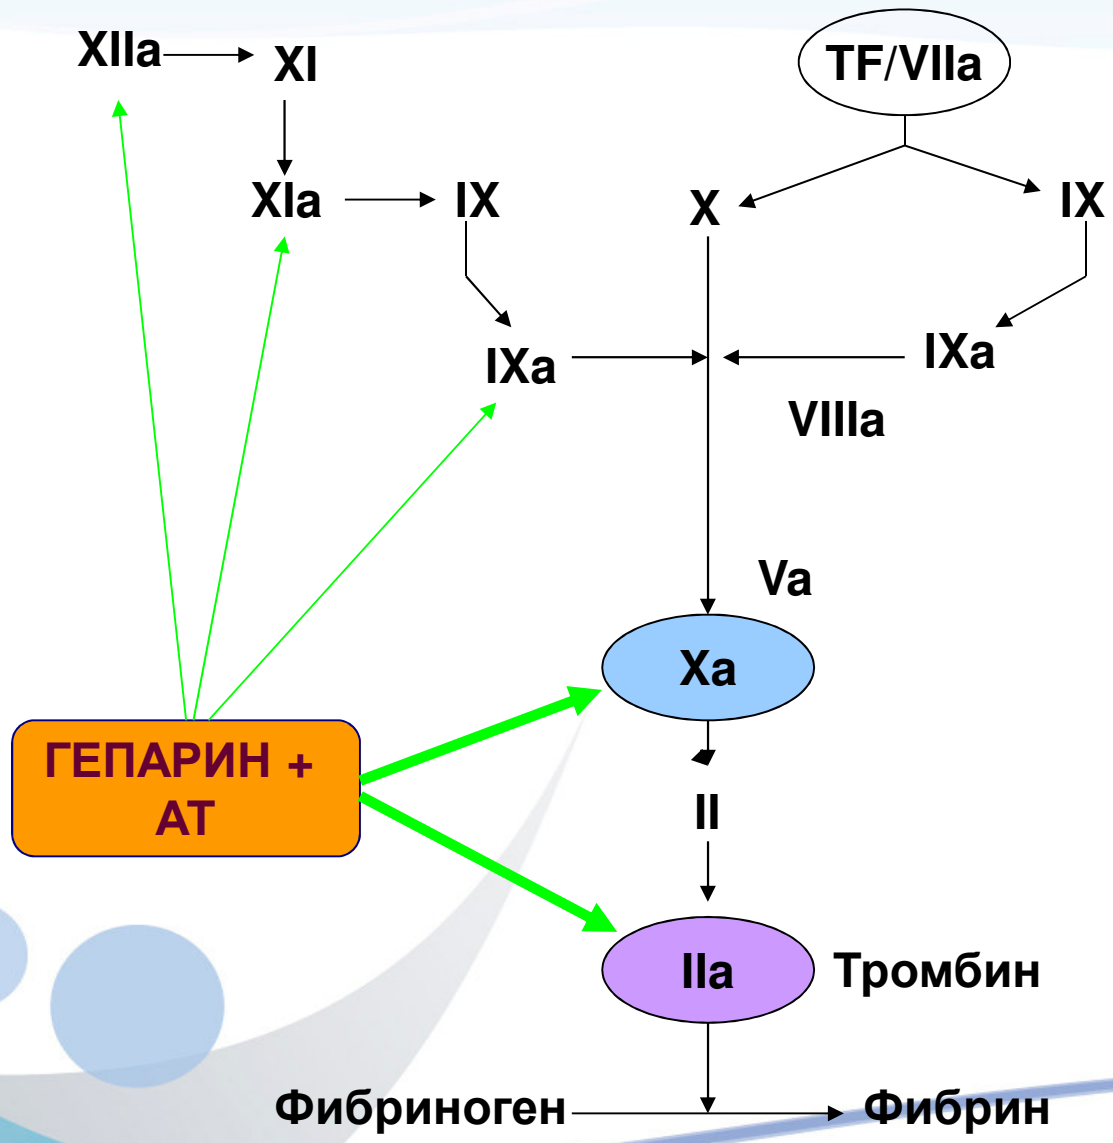 XIIa
XI
TF/VIIa
XIa
IX
X
IX
IXa
IXa
VIIIa
Va
Xa
ГЕПАРИН +
АТ
II
IIa
Тромбин
Фибриноген
Фибрин